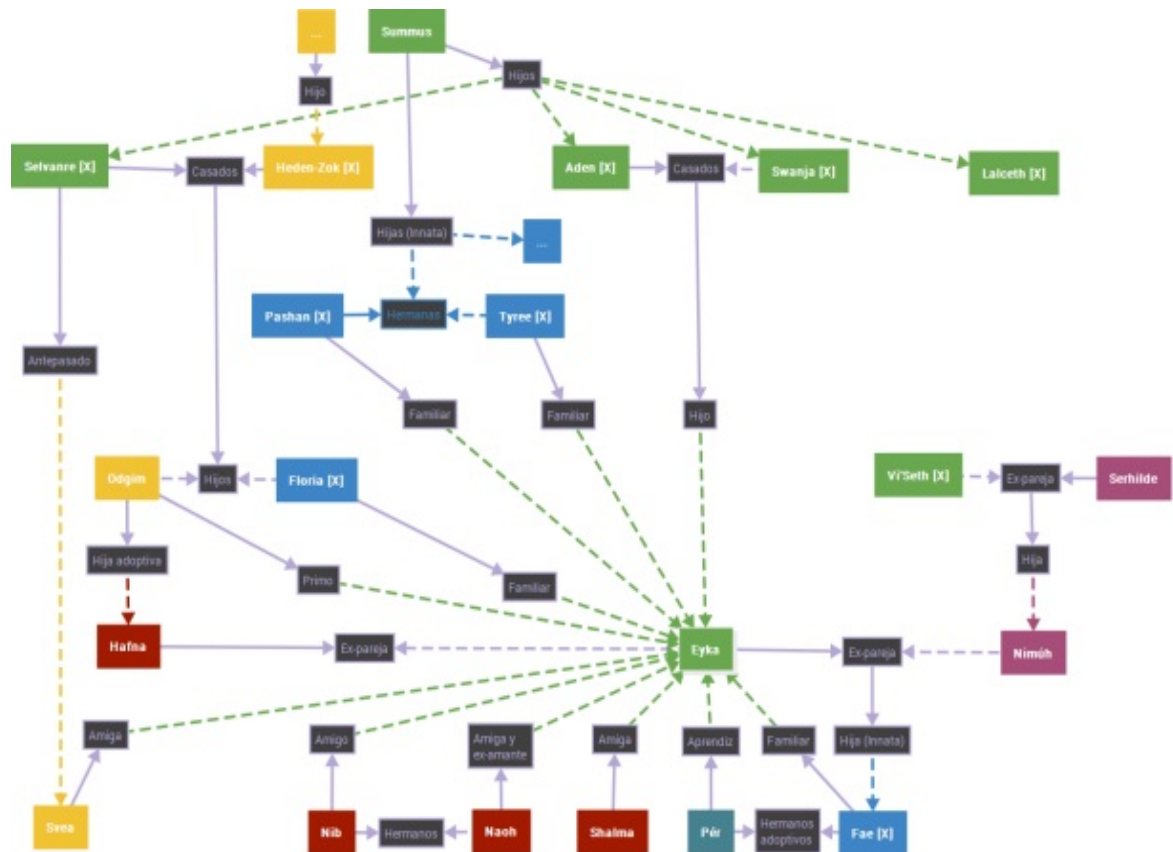 ...
Summus
Hijos
Hijo
Selvanre [X]
Casados
Heden-Zok [X]
Aden [X]
Casados
Swanja [X]
Lalceth [X]
Hijas (Innata)
...
Pashan [X]
Hermanas
Tyree [X]
Antepasado
Familiar
Familiar
Hijo
Odgim
Hijos
Floria [X]
Vi'Seth [X]
Ex-pareja
Serhilde
Hija adoptiva
Primo
Familiar
Hija
Hafna
Ex-pareja
Eyka
Ex-pareja
Nimúh
Amiga
Amigo
Amiga y
ex-amante
Amiga
Aprendiz
Familiar
Hija (Innata)
Svea
Nib
Hermanos
Naoh
Shalma
Pér
Hermanos
adoptivos
Fae [X]